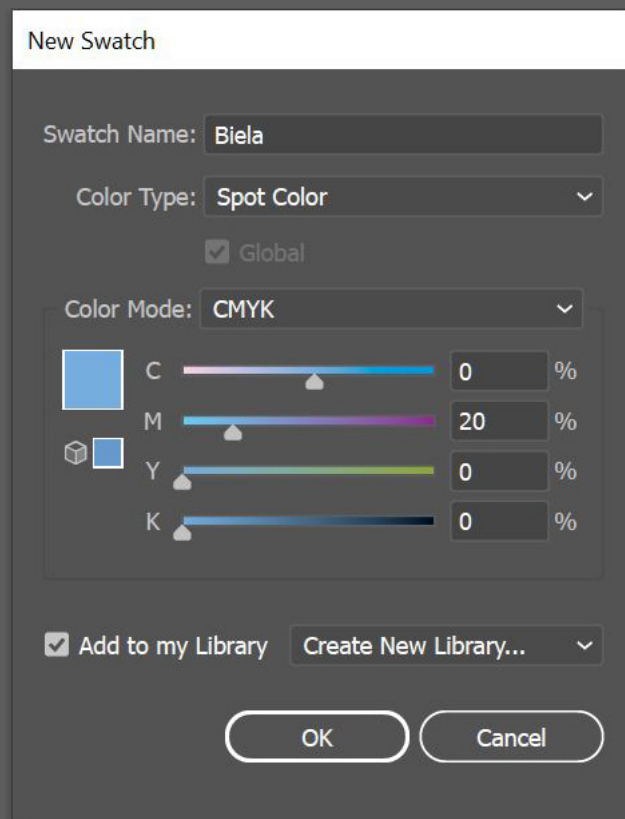 New Swatch
Swatch Name: Biela
Color Type: Spot Color
Global
Color Mode: CMYK
C 0 %
M 20 %
Y 0 %
K 0 %
Add to my Library Create New Library...
OK Cancel